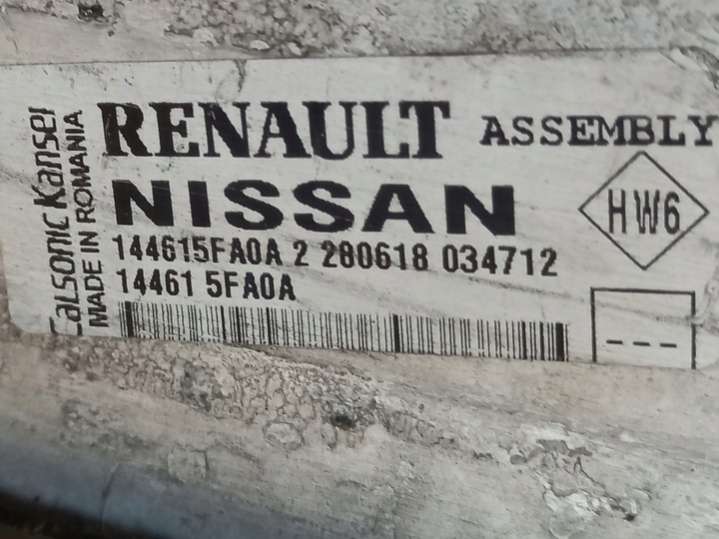 Calsonic Kansei
MADE IN ROMANIA
RENAULT ASSEMBLY
NISSAN
HW6
144615FA0A 2 280618 034712
14461 5FA0A
---